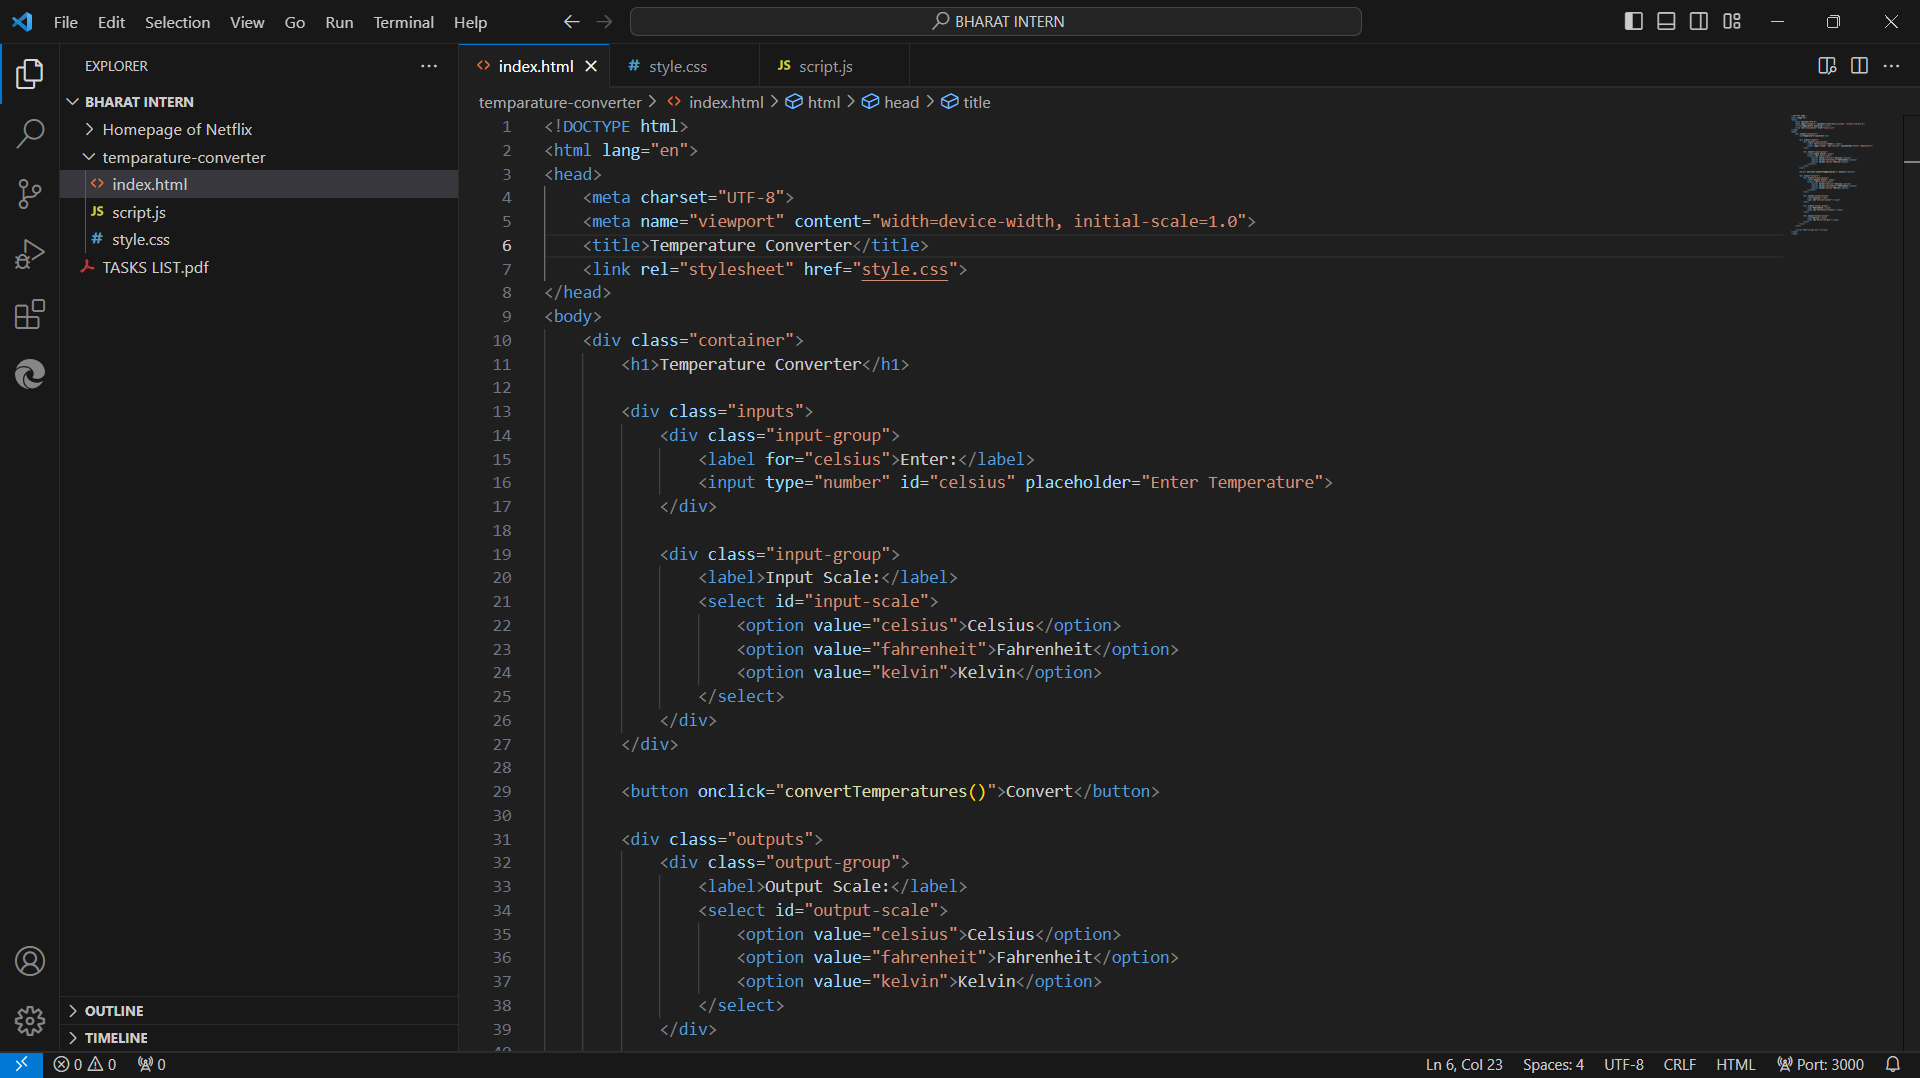 File Edit Selection View Go Run Terminal Help
BHARAT INTERN
EXPLORER
BHARAT INTERN
Homepage of Netflix
temparature-converter
index.html
JS script.js
# style.css
TASKS LIST.pdf
OUTLINE
TIMELINE
index.html
# style.css
JS script.js
temparature-converter > index.html > html > head > title
1 <!DOCTYPE html>
2 <html lang="en">
3 <head>
4 <meta charset="UTF-8">
5 <meta name="viewport" content="width=device-width, initial-scale=1.0">
6 <title>Temperature Converter</title>
7 <link rel="stylesheet" href="style.css">
8 </head>
9 <body>
10 <div class="container">
11 <h1>Temperature Converter</h1>
12
13 <div class="inputs">
14 <div class="input-group">
15 <label for="celsius">Enter:</label>
16 <input type="number" id="celsius" placeholder="Enter Temperature">
17 </div>
18
19 <div class="input-group">
20 <label>Input Scale:</label>
21 <select id="input-scale">
22 <option value="celsius">Celsius</option>
23 <option value="fahrenheit">Fahrenheit</option>
24 <option value="kelvin">Kelvin</option>
25 </select>
26 </div>
27 </div>
28
29 <button onclick="convertTemperatures()">Convert</button>
30
31 <div class="outputs">
32 <div class="output-group">
33 <label>Output Scale:</label>
34 <select id="output-scale">
35 <option value="celsius">Celsius</option>
36 <option value="fahrenheit">Fahrenheit</option>
37 <option value="kelvin">Kelvin</option>
38 </select>
39 </div>
0 0 0
Ln 6, Col 23 Spaces: 4 UTF-8 CRLF HTML Port: 3000